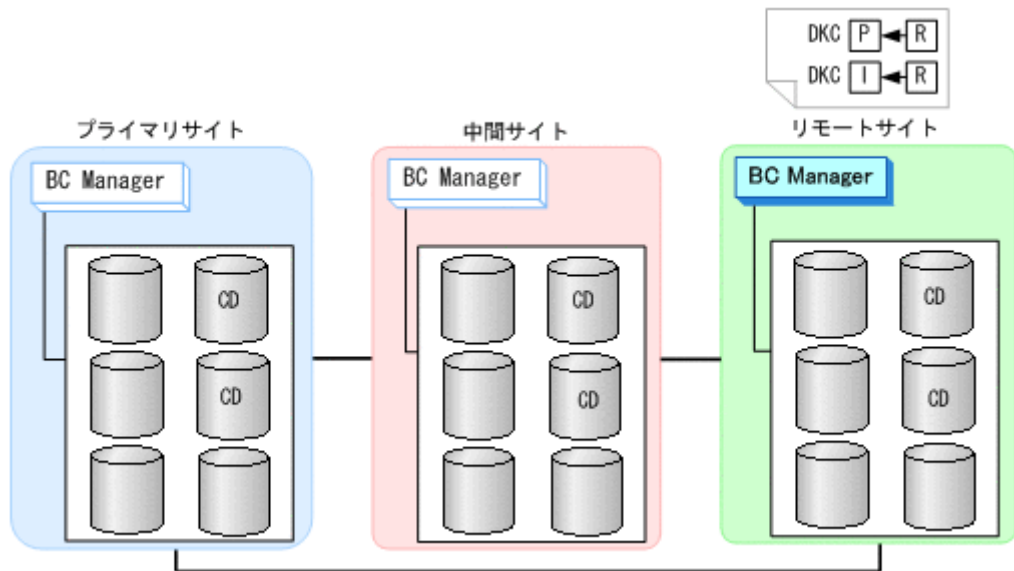 DKC P R
DKC I R
プライマリサイト
中間サイト
リモートサイト
BC Manager
BC Manager
BC Manager
CD
CD
CD
CD
CD
CD